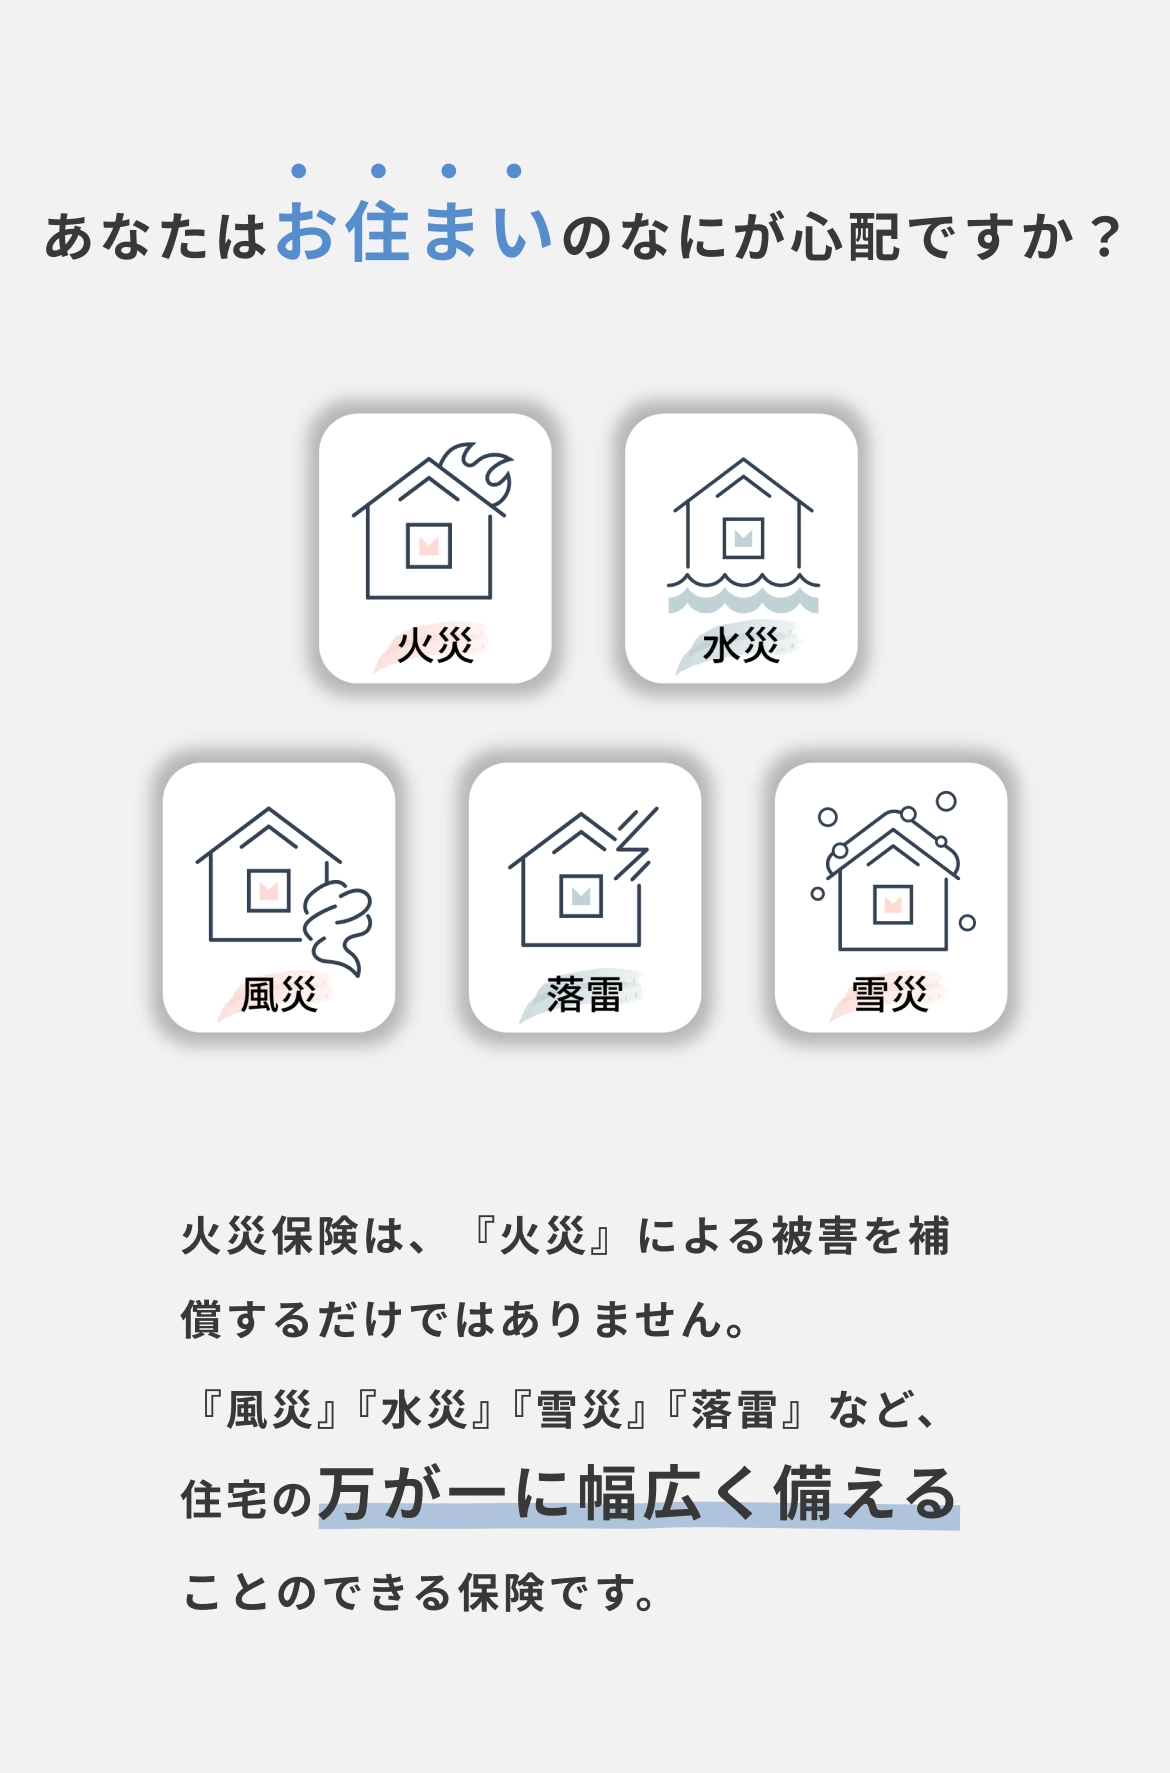 あなたはお住まいのなにが心配ですか？
火災
水災
風災
落雷
雪災
火災保険は、『火災』による被害を補
償するだけではありません。
『風災』『水災』『雪災』『落雷』など、
住宅の万が一に幅広く備える
ことのできる保険です。